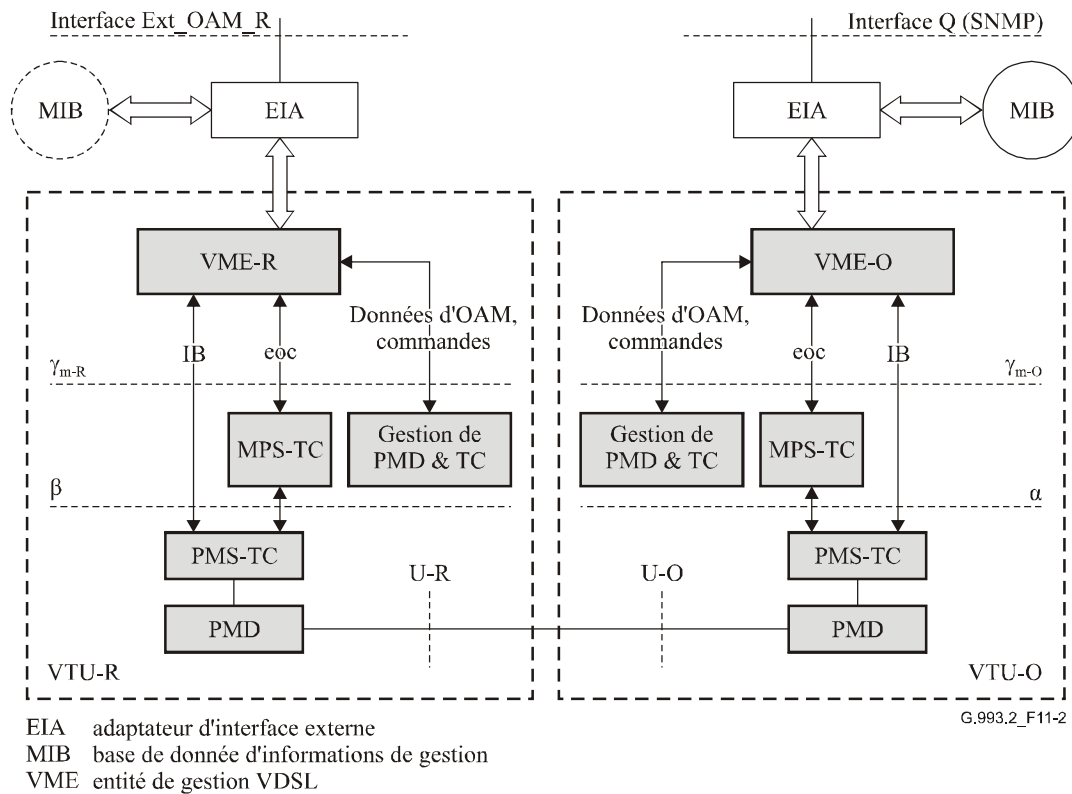 Interface Ext_OAM_R
Interface Q (SNMP)
MIB
EIA
EIA
MIB
VME-R
VME-O
Données d'OAM,
commandes
Données d'OAM,
commandes
IB
eoc
eoc
IB
γm-R
γm-O
MPS-TC
Gestion de
PMD & TC
Gestion de
PMD & TC
MPS-TC
β
α
PMS-TC
PMS-TC
U-R
U-O
PMD
PMD
VTU-R
VTU-O
G.993.2_F11-2
EIA adaptateur d'interface externe
MIB base de donnée d'informations de gestion
VME entité de gestion VDSL